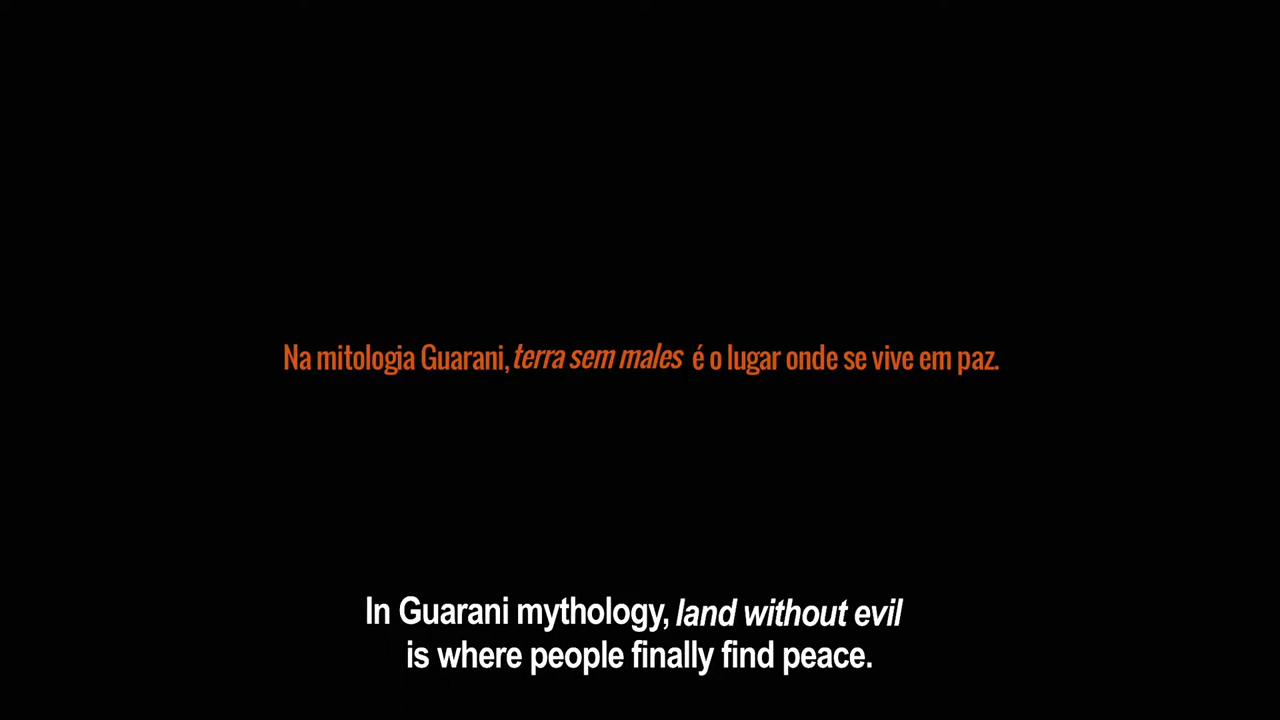 Na mitologia Guarani, terra sem males é o lugar onde se vive em paz.
In Guarani mythology, land without evil
is where people finally find peace.